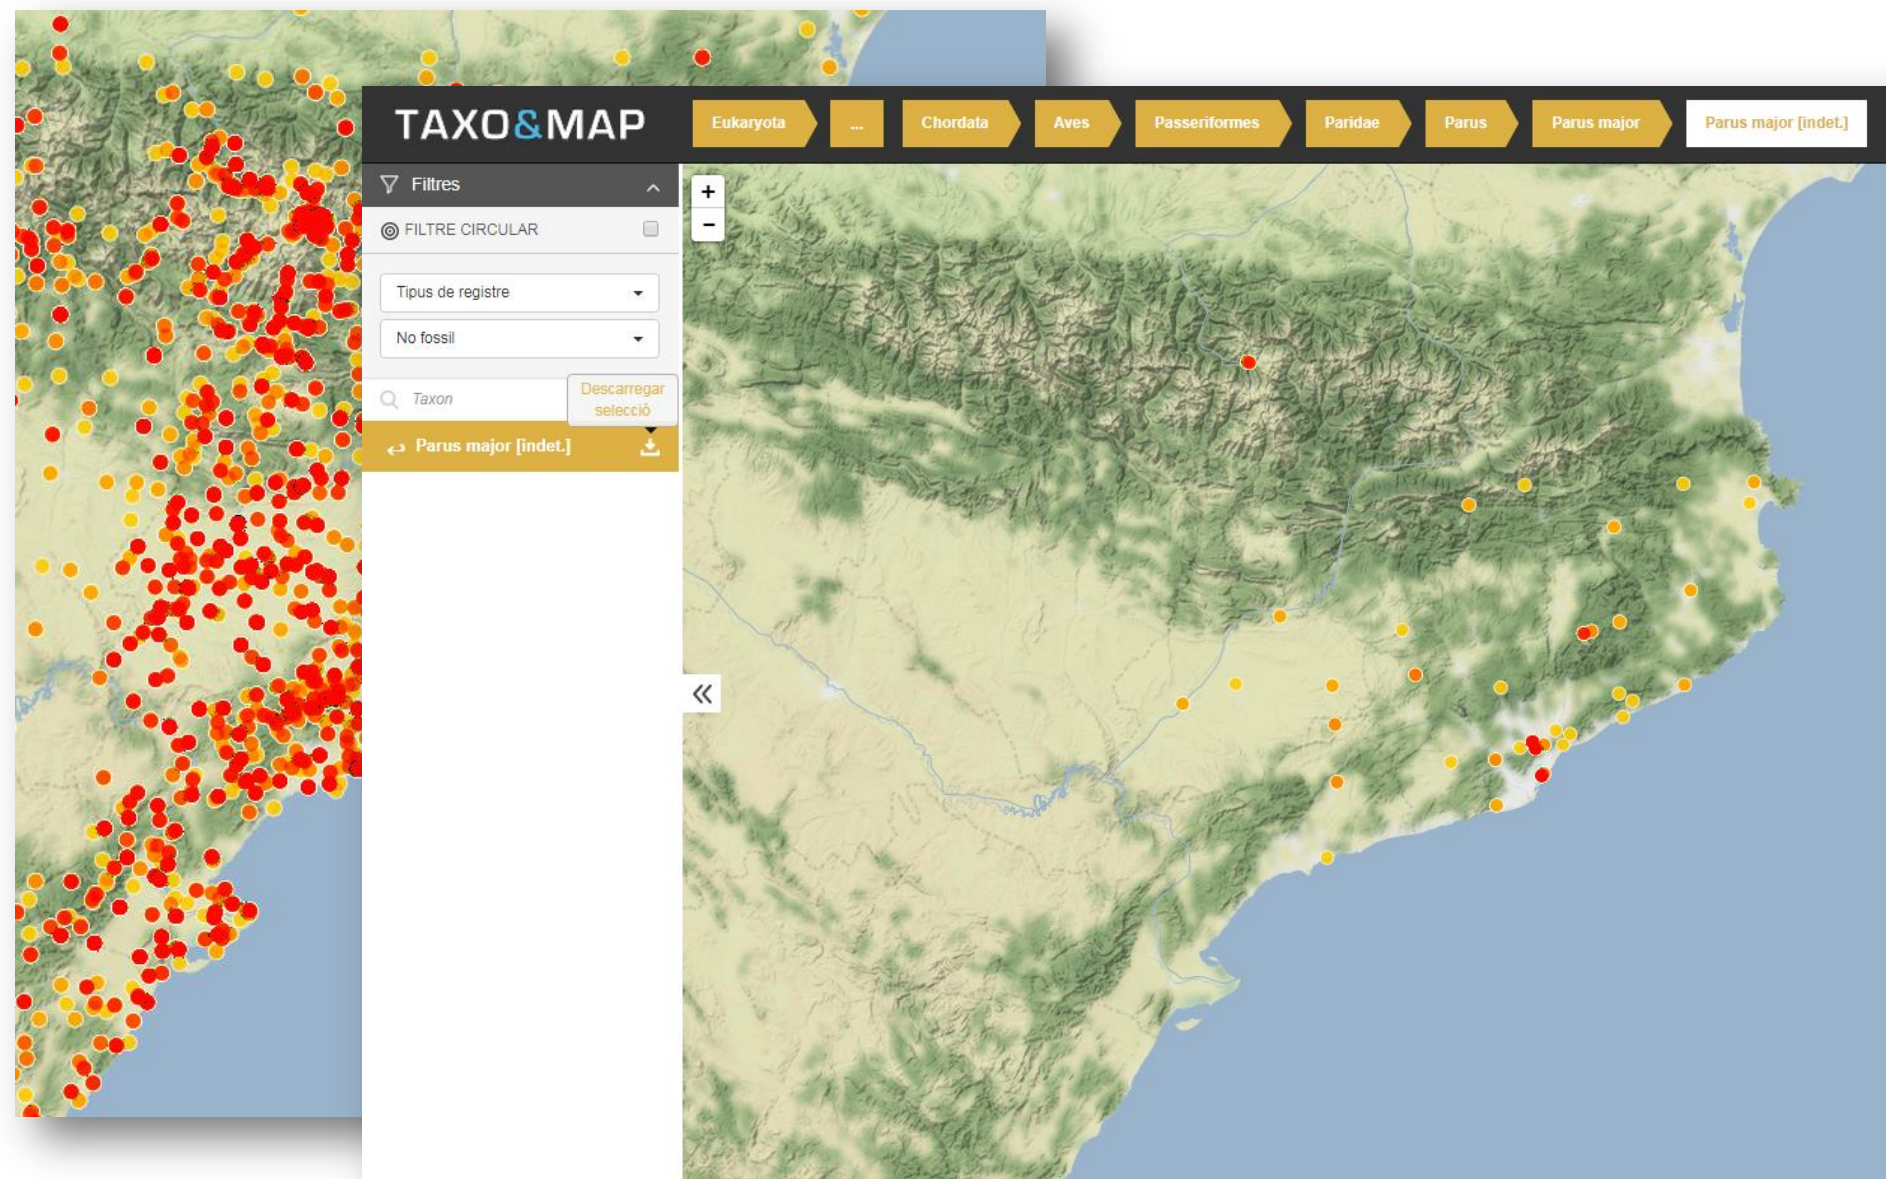 TAXO&MAP
Eukaryota
...
Chordata
Aves
Passeriformes
Paridae
Parus
Parus major
Parus major [indet.]
Filtres
FILTRE CIRCULAR
Tipus de registre
No fossil
Taxon
Descarregar
selecció
Parus major [indet.]
+
−